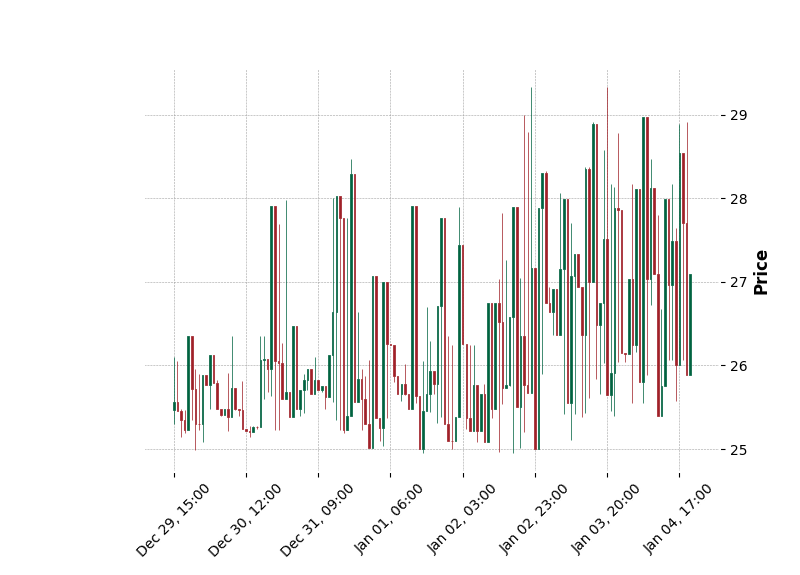 29
28
27
26
25
Price
Dec 29, 15:00
Dec 30, 12:00
Dec 31, 09:00
Jan 01, 06:00
Jan 02, 03:00
Jan 02, 23:00
Jan 03, 20:00
Jan 04, 17:00